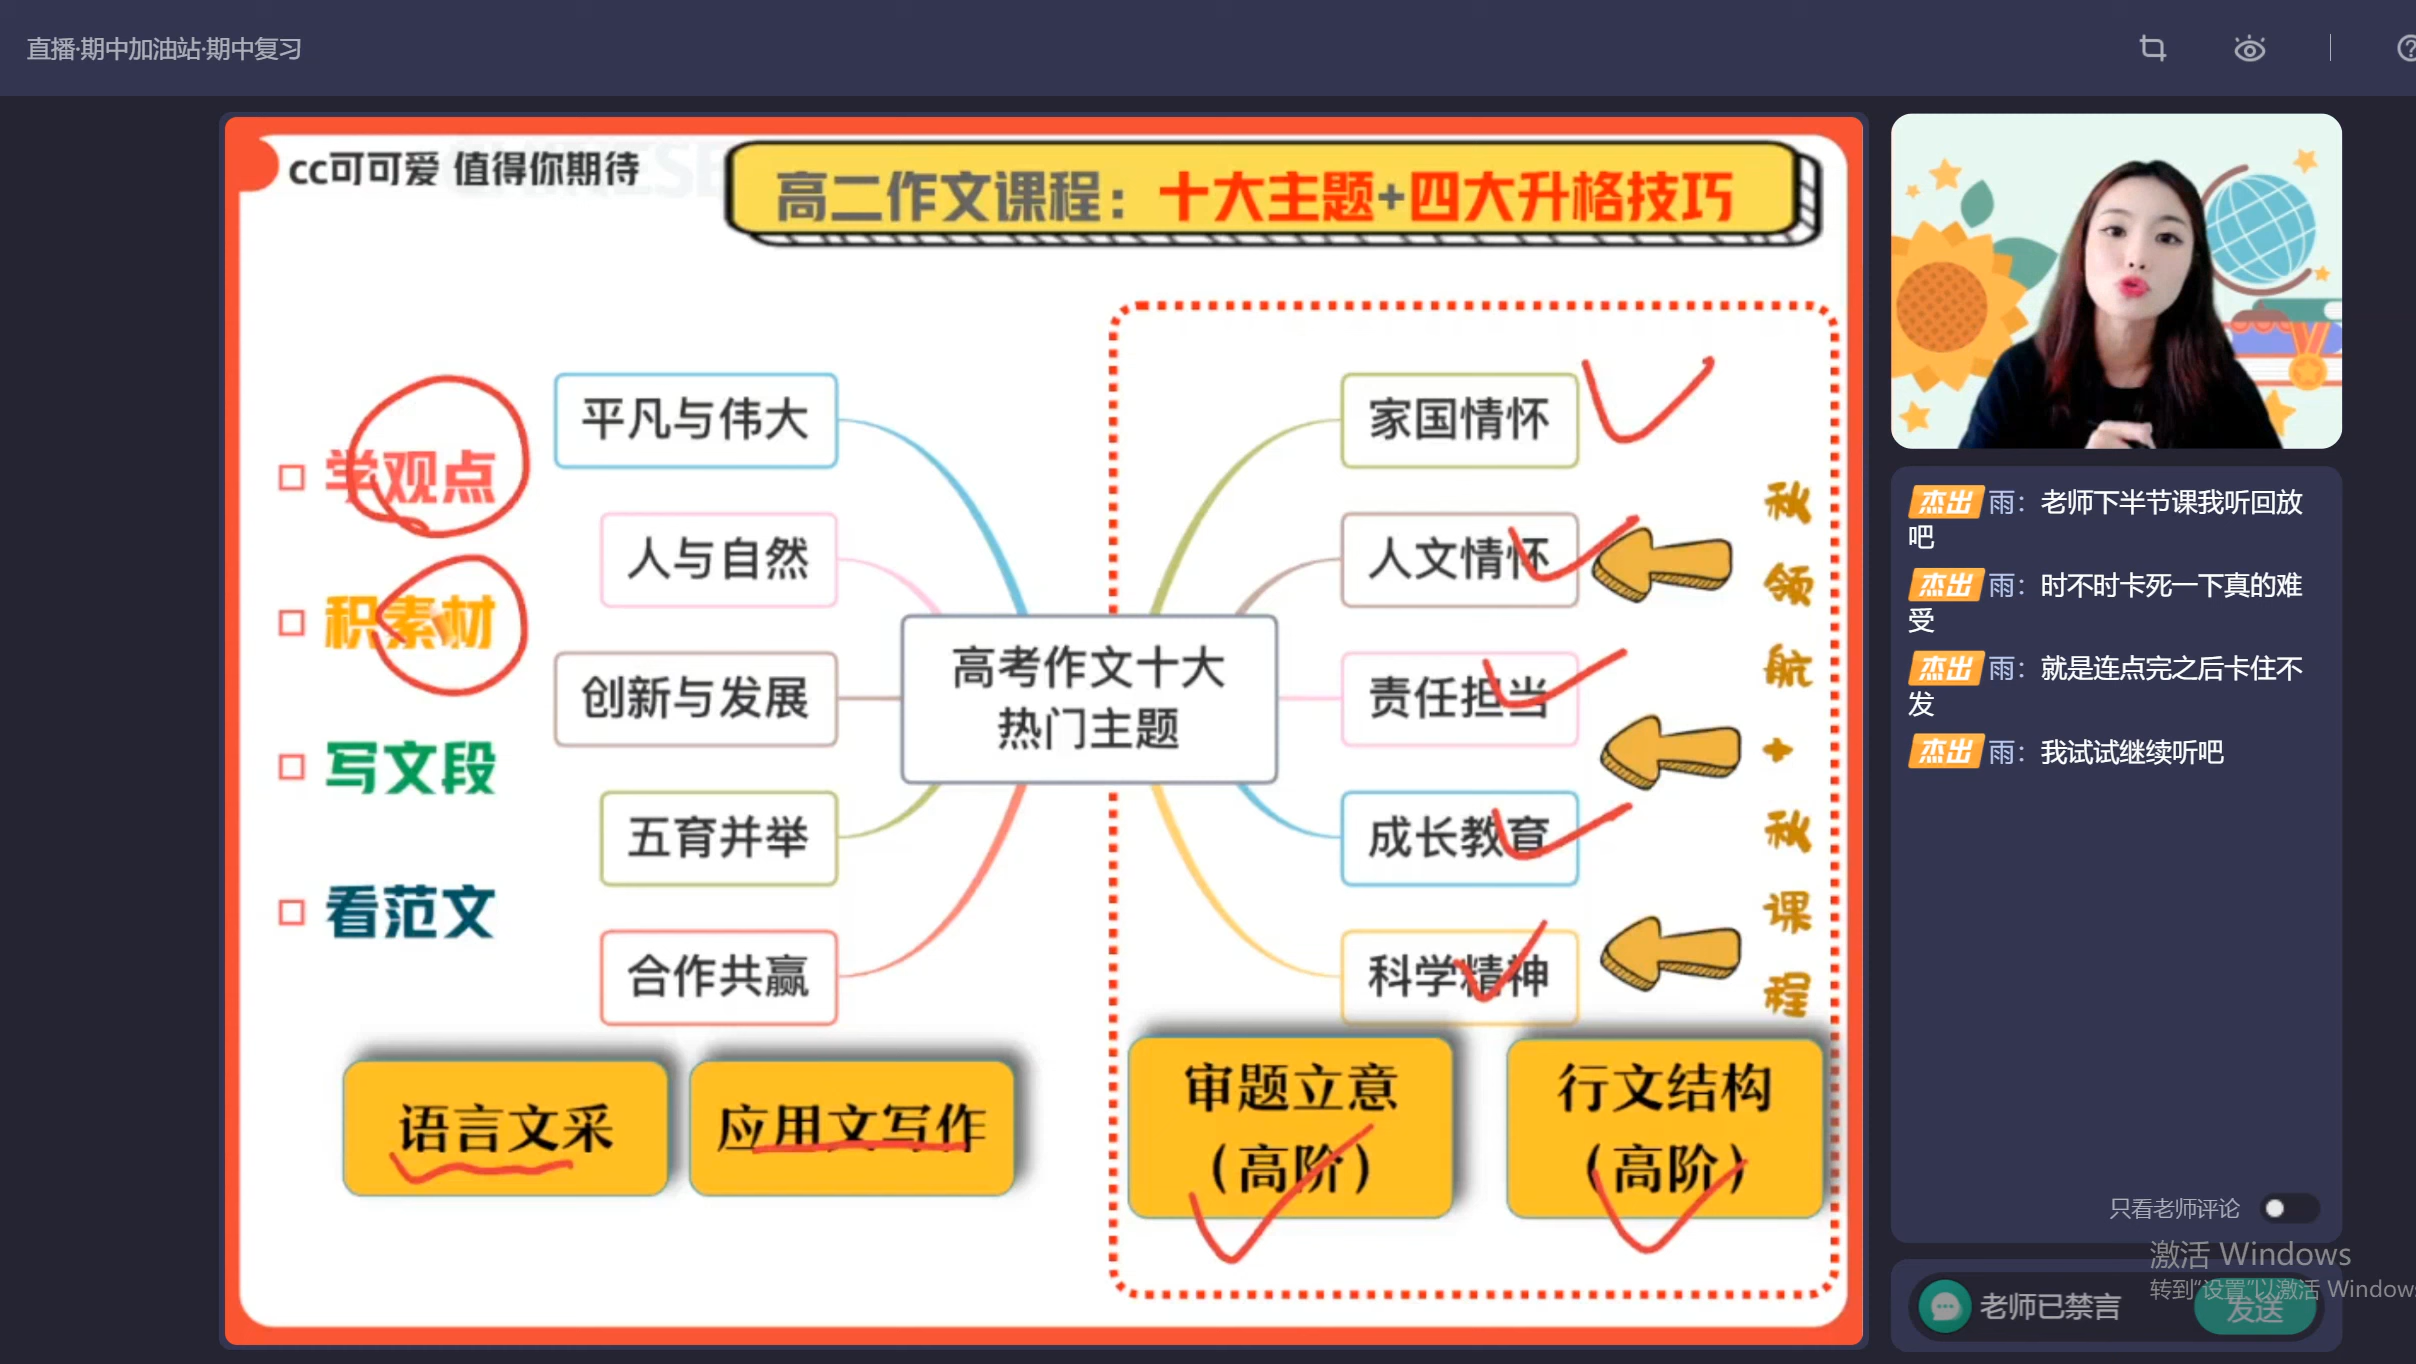 直播·期中加油站·期中复习
cc可可爱 值得你期待
高二作文课程：十大主题+四大升格技巧
学观点
积素材
写文段
看范文
平凡与伟大
人与自然
创新与发展
五育并举
合作共赢
高考作文十大
热门主题
家国情怀
人文情怀
责任担当
成长教育
科学精神
秋
领
航
+
秋
课
程
语言文采
应用文写作
审题立意
（高阶）
行文结构
（高阶）
杰出 雨：老师下半节课我听回放
吧
杰出 雨：时不时卡死一下真的难
受
杰出 雨：就是连点完之后卡住不
发
杰出 雨：我试试继续听吧
只看老师评论
激活 Windows
转到"设置"以激活 Windows
老师已禁言
发送